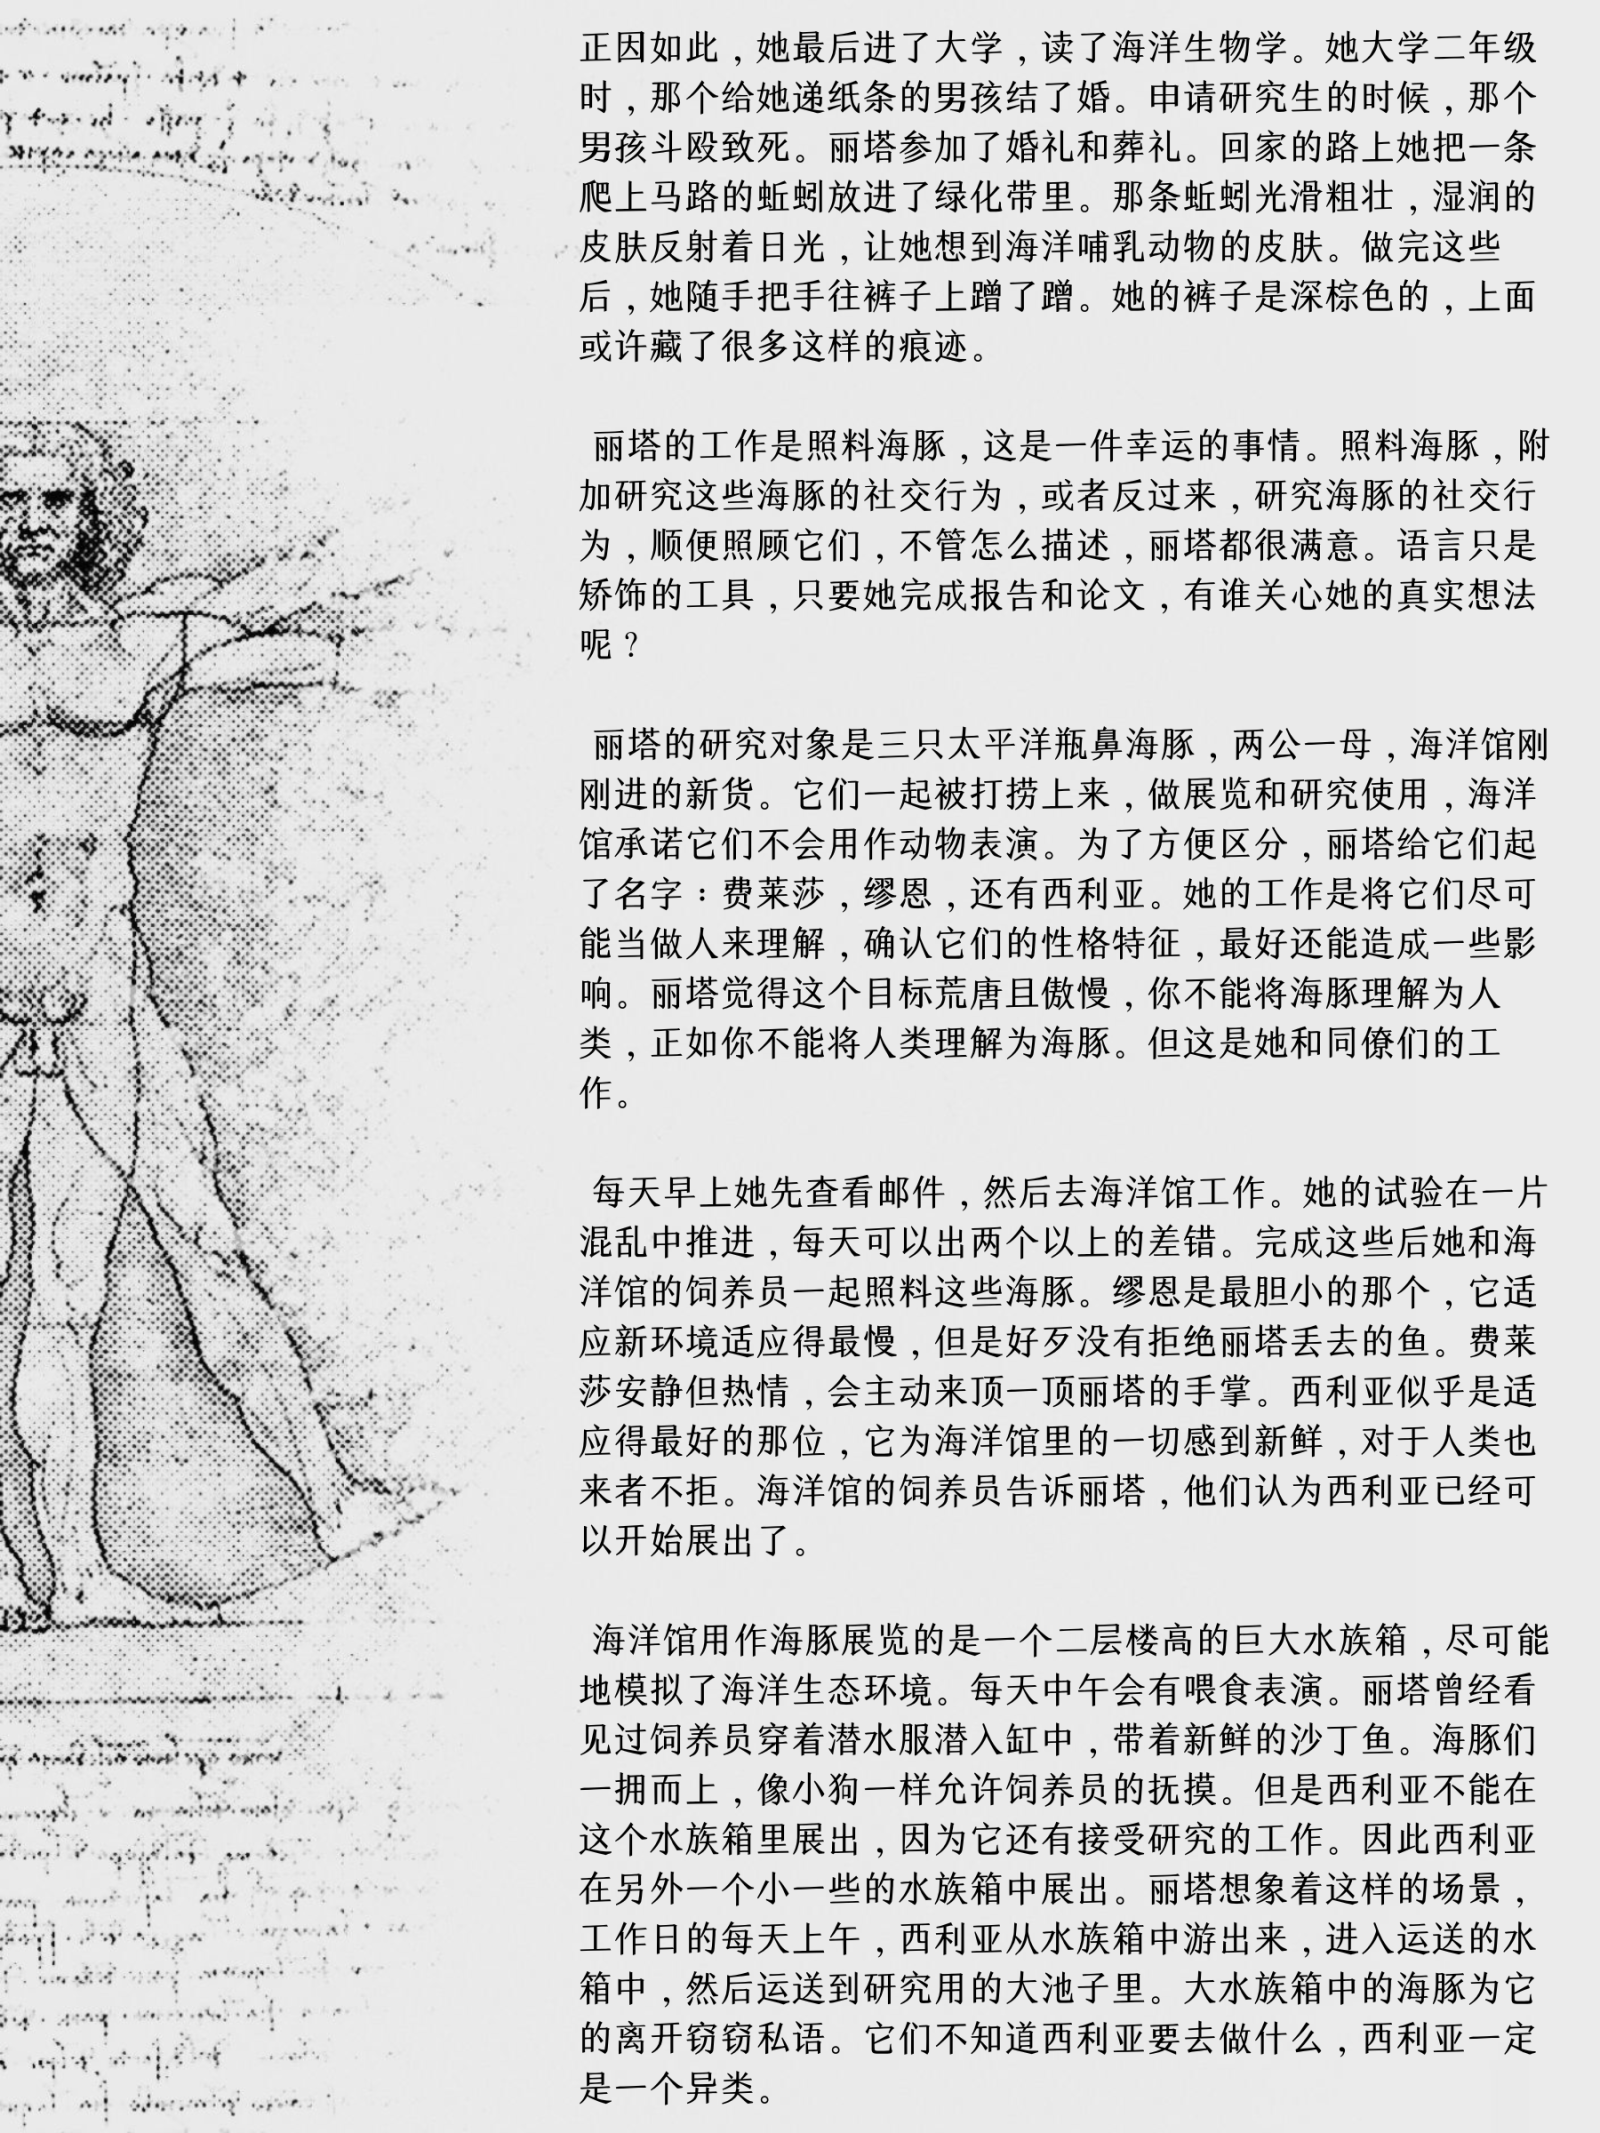 正因如此，她最后进了大学，读了海洋生物学。她大学二年级
时，那个给她递纸条的男孩结了婚。申请研究生的时候，那个
男孩斗殴致死。丽塔参加了婚礼和葬礼。回家的路上她把一条
爬上马路的蚯蚓放进了绿化带里。那条蚯蚓光滑粗壮，湿润的
皮肤反射着日光，让她想到海洋哺乳动物的皮肤。做完这些
后，她随手把手往裤子上蹭了蹭。她的裤子是深棕色的，上面
或许藏了很多这样的痕迹。
丽塔的工作是照料海豚，这是一件幸运的事情。照料海豚，附
加研究这些海豚的社交行为，或者反过来，研究海豚的社交行
为，顺便照顾它们，不管怎么描述，丽塔都很满意。语言只是
矫饰的工具，只要她完成报告和论文，有谁关心她的真实想法
呢？
丽塔的研究对象是三只太平洋瓶鼻海豚，两公一母，海洋馆刚
刚进的新货。它们一起被打捞上来，做展览和研究使用，海洋
馆承诺它们不会用作动物表演。为了方便区分，丽塔给它们起
了名字：费莱莎，缪恩，还有西利亚。她的工作是将它们尽可
能当做人来理解，确认它们的性格特征，最好还能造成一些影
响。丽塔觉得这个目标荒唐且傲慢，你不能将海豚理解为人
类，正如你不能将人类理解为海豚。但这是她和同僚们的工
作。
每天早上她先查看邮件，然后去海洋馆工作。她的试验在一片
混乱中推进，每天可以出两个以上的差错。完成这些后她和海
洋馆的饲养员一起照料这些海豚。缪恩是最胆小的那个，它适
应新环境适应得最慢，但是好歹没有拒绝丽塔丢去的鱼。费莱
莎安静但热情，会主动来顶一顶丽塔的手掌。西利亚似乎是适
应得最好的那位，它为海洋馆里的一切感到新鲜，对于人类也
来者不拒。海洋馆的饲养员告诉丽塔，他们认为西利亚已经可
以开始展出了。
海洋馆用作海豚展览的是一个二层楼高的巨大水族箱，尽可能
地模拟了海洋生态环境。每天中午会有喂食表演。丽塔曾经看
见过饲养员穿着潜水服潜入缸中，带着新鲜的沙丁鱼。海豚们
一拥而上，像小狗一样允许饲养员的抚摸。但是西利亚不能在
这个水族箱里展出，因为它还有接受研究的工作。因此西利亚
在另外一个小一些的水族箱中展出。丽塔想象着这样的场景，
工作日的每天上午，西利亚从水族箱中游出来，进入运送的水
箱中，然后运送到研究用的大池子里。大水族箱中的海豚为它
的离开窃窃私语。它们不知道西利亚要去做什么，西利亚一定
是一个异类。